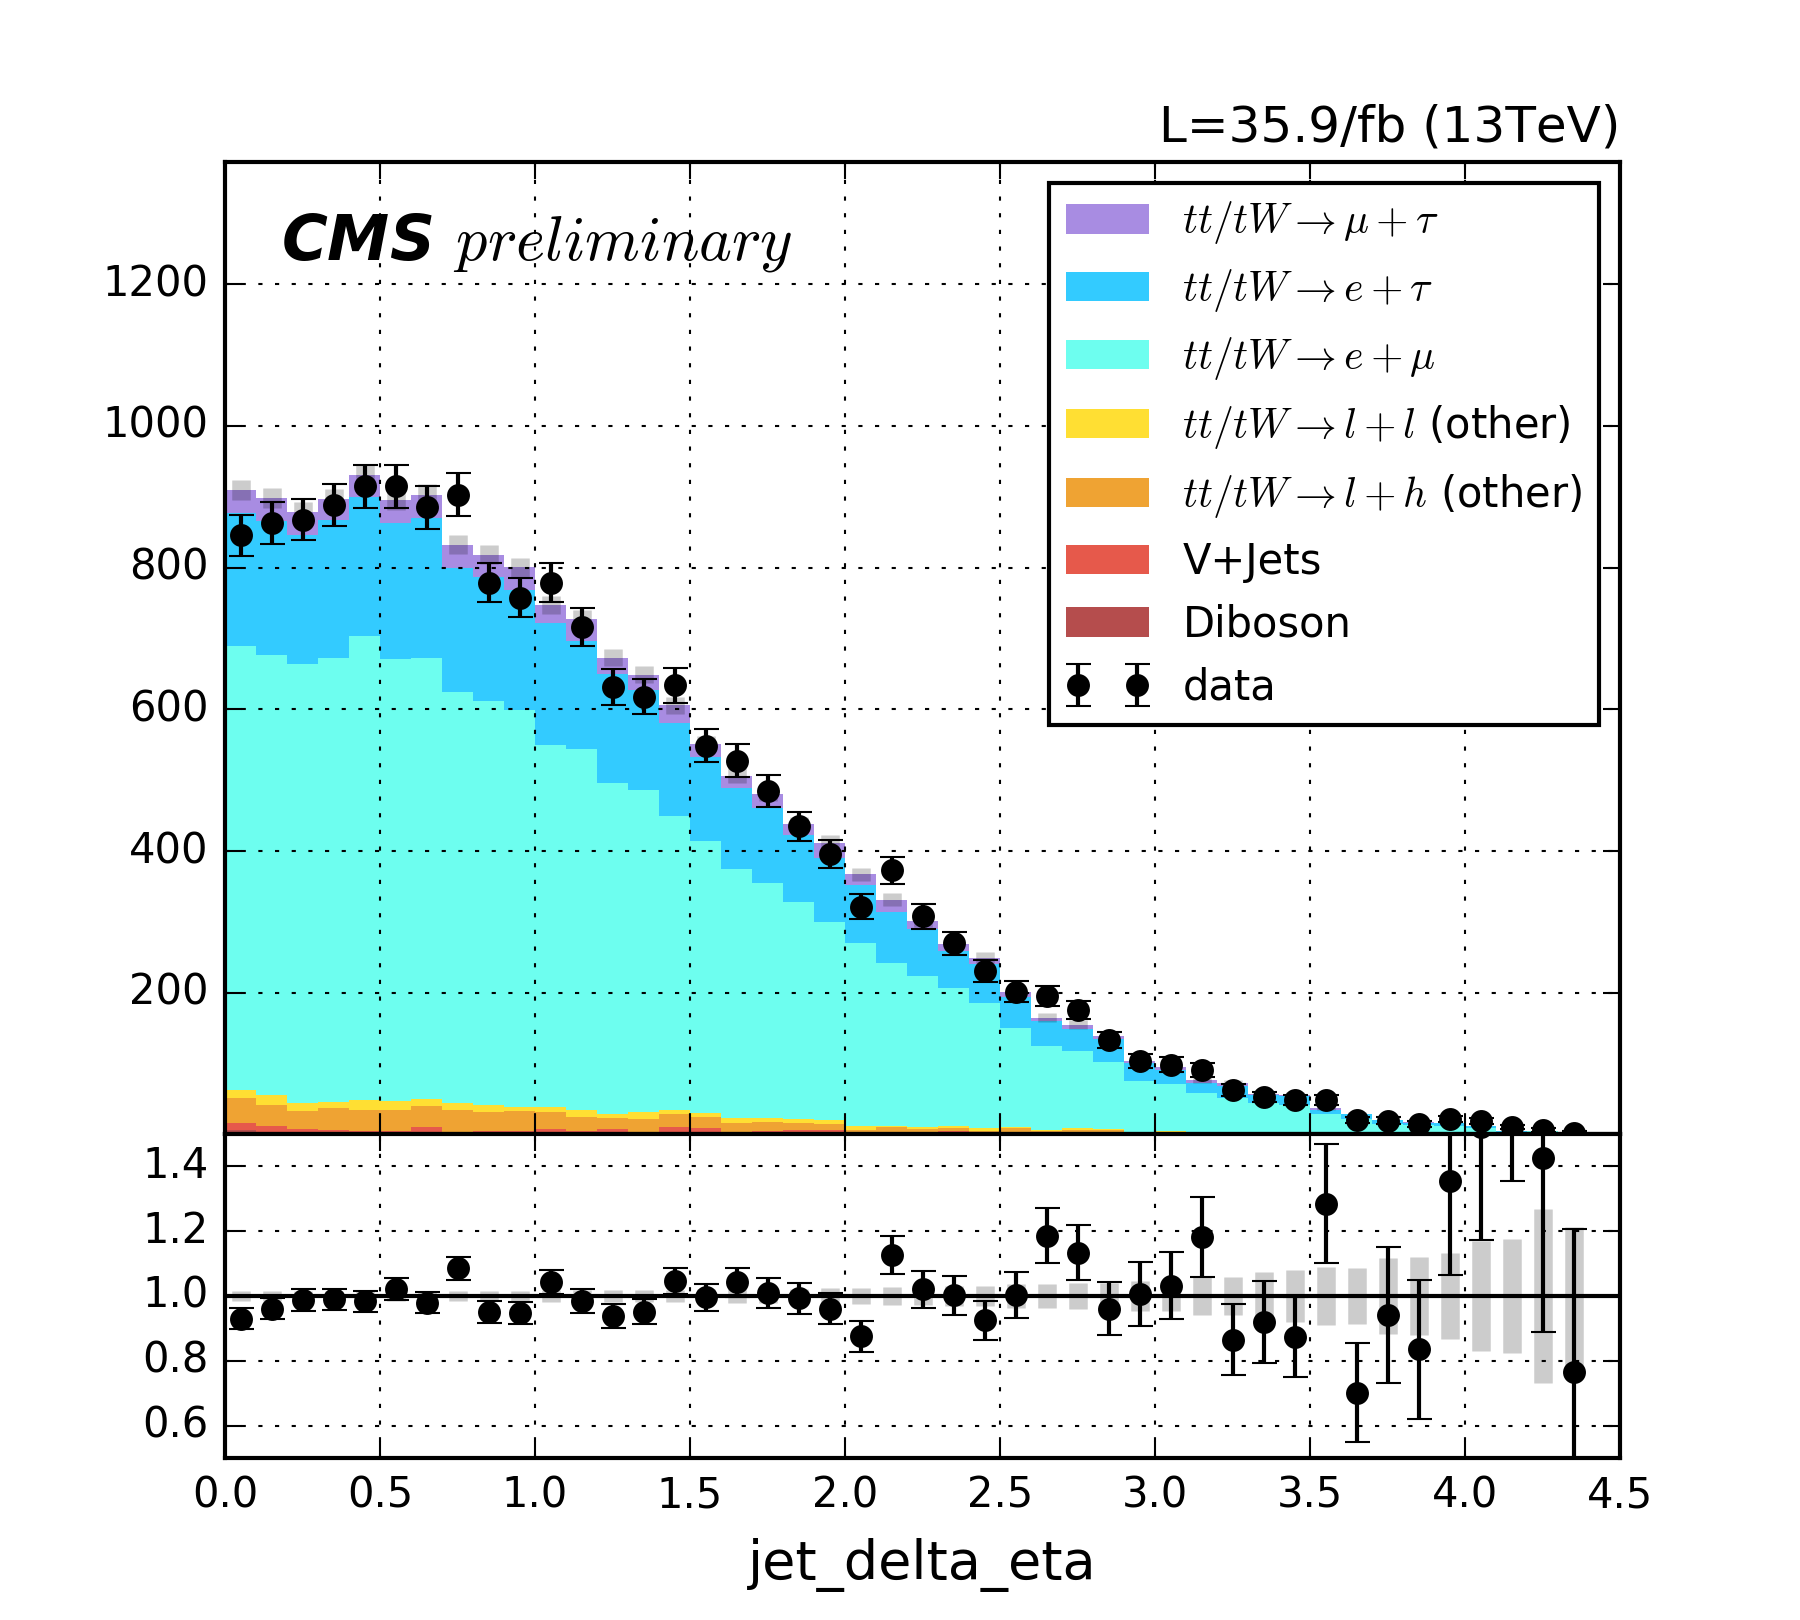 L=35.9/fb (13TeV)
CMS preliminary
tt/tW → μ + τ
tt/tW → e + τ
tt/tW → e + μ
tt/tW → l + l (other)
tt/tW → l + h (other)
V+Jets
Diboson
data
1200
1000
800
600
400
200
1.4
1.2
1.0
0.8
0.6
0.0 0.5 1.0 1.5 2.0 2.5 3.0 3.5 4.0 4.5
jet_delta_eta